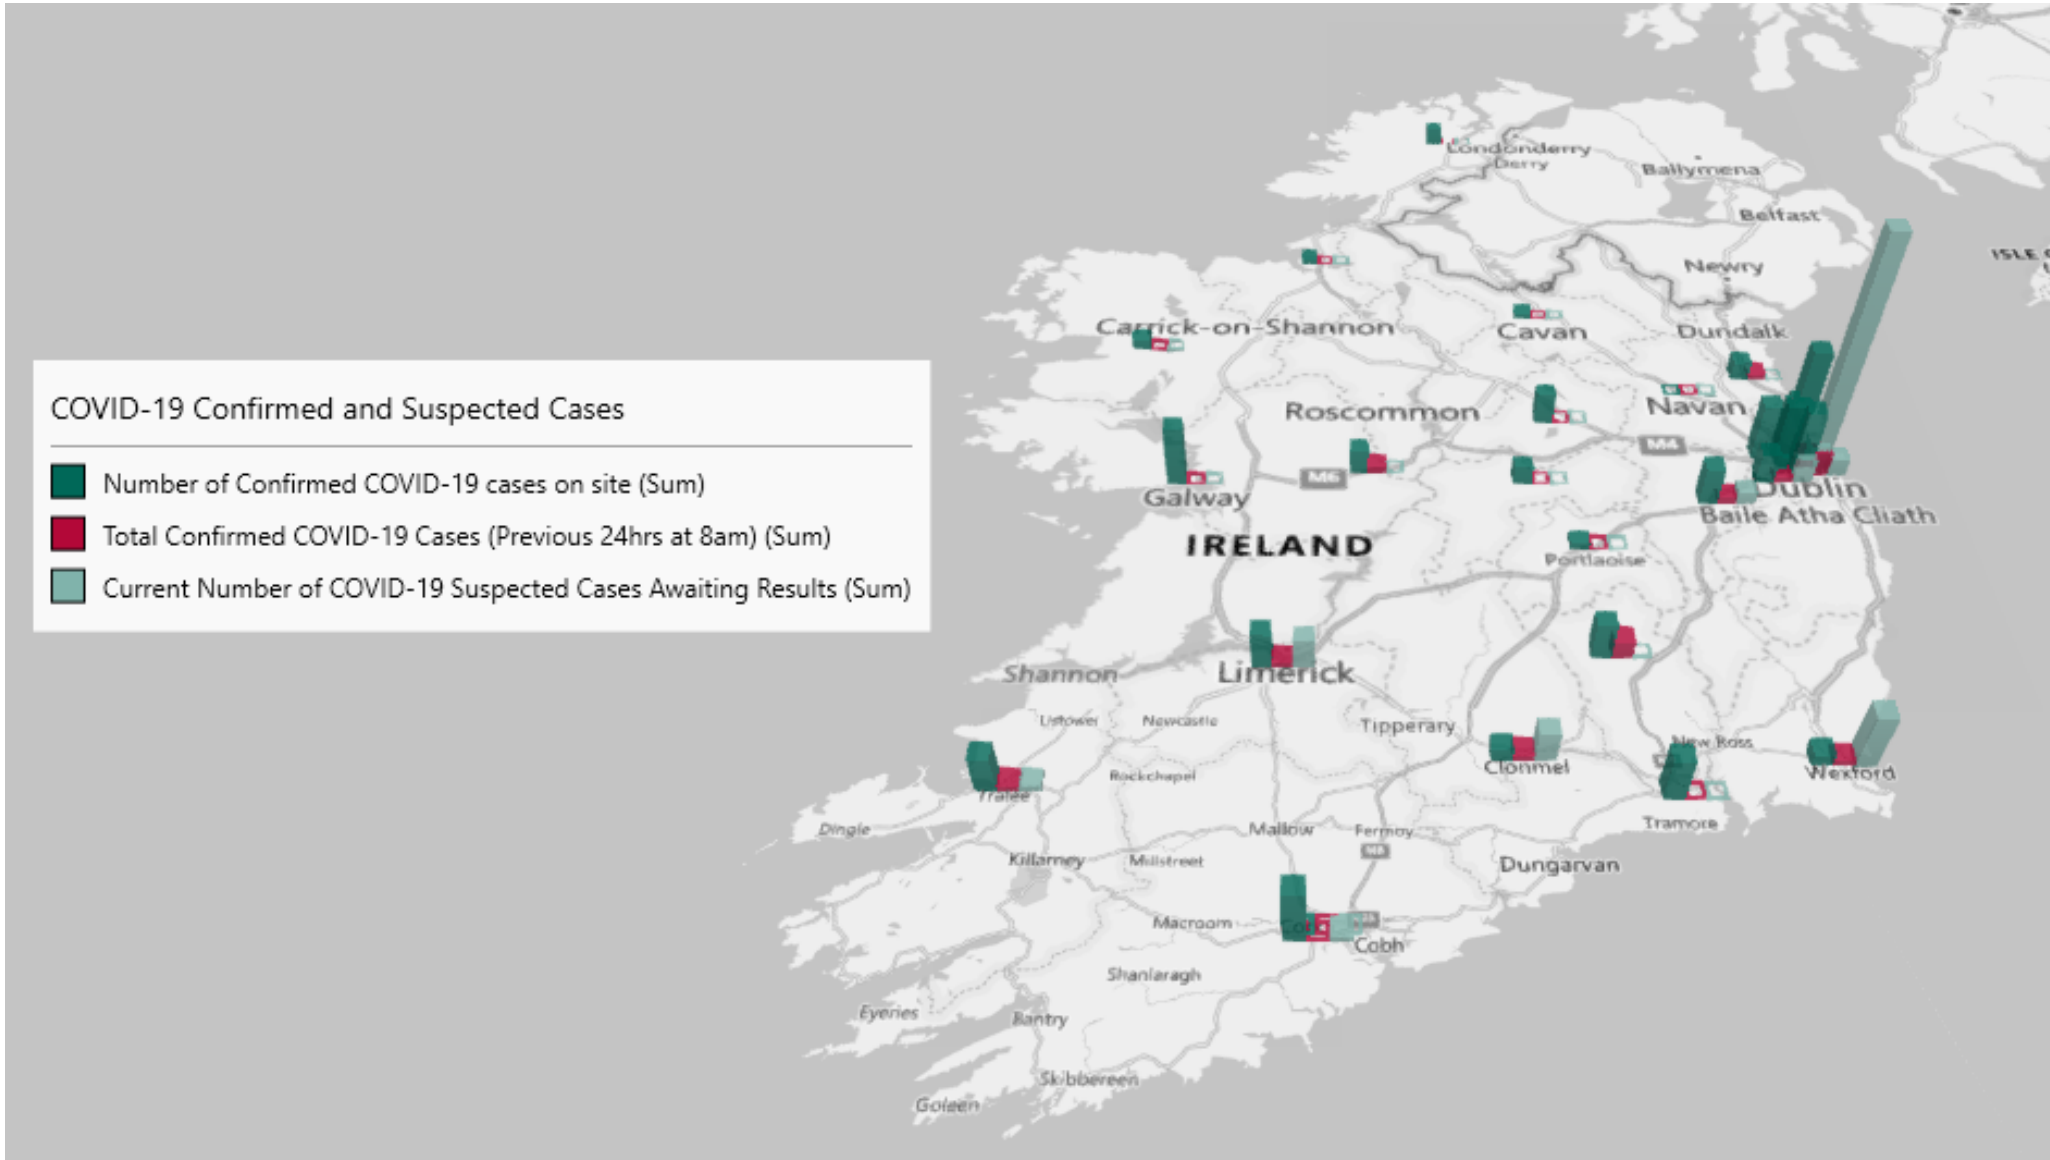 Londonderry
Derry
Ballymena
Belfast
ISLE
Newry
Carrick-on-Shannon
Cavan
Dundalk
COVID-19 Confirmed and Suspected Cases
Roscommon
Navan
M4
Number of Confirmed COVID-19 cases on site (Sum)
M6
Galway
Dublin
Baile Atha Cliath
Total Confirmed COVID-19 Cases (Previous 24hrs at 8am) (Sum)
IRELAND
Portlaoise
Current Number of COVID-19 Suspected Cases Awaiting Results (Sum)
Shannon
Limerick
Listowel
Newcastle
Tipperary
New Ross
Clonmel
Wexford
Rockchapel
Tralee
Dingle
Mallow
Fermoy
Tramore
Killarney
Millstreet
M8
Dungarvan
Macroom
Cobh
Shanlaragh
Eyeries
Bantry
Skibbereen
Goleen